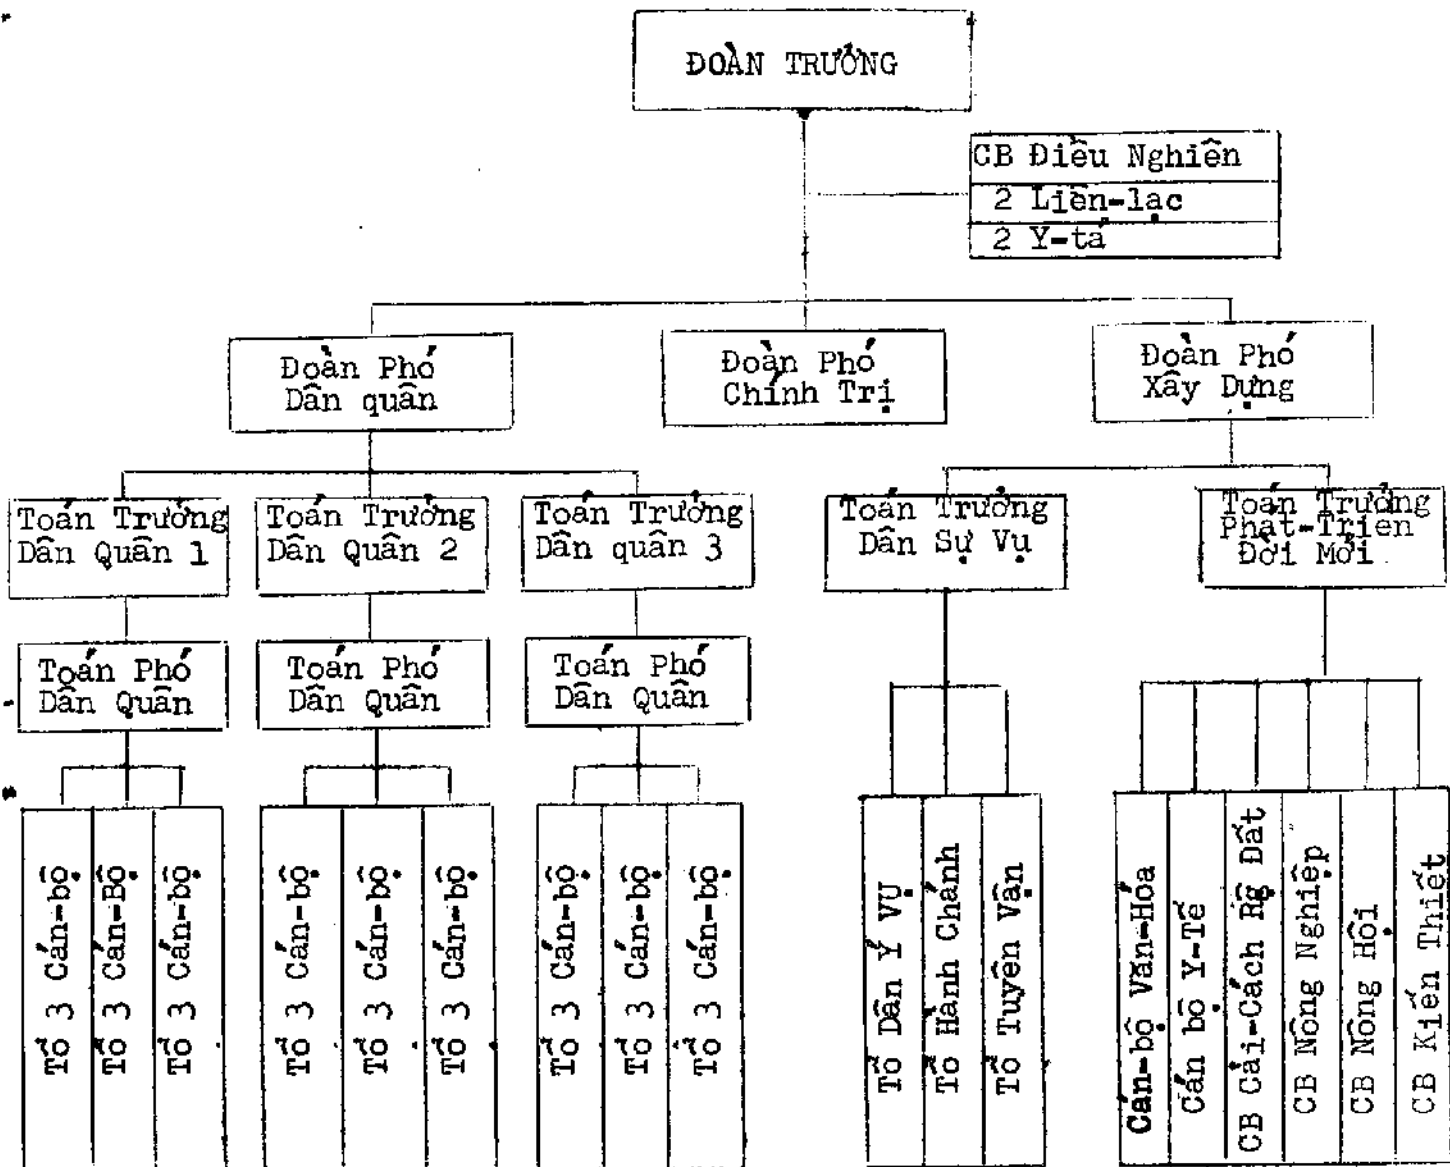 ĐOÀN TRƯỞNG
CB Điều Nghiên
2 Liên-lạc
2 Y-tá
Đoàn Phó
Dân quân
Đoàn Phó
Chính Trị
Đoàn Phó
Xây Dựng
Toán Trưởng
Dân Quân 1
Toán Trưởng
Dân Quân 2
Toán Trưởng
Dân quân 3
Toán Trưởng
Dân Sự Vụ
Toán Trưởng
Phát-Triển
Đời Mới
Toán Phó
Dân Quân
Toán Phó
Dân Quân
Toán Phó
Dân Quân
Tổ 3 Cán-bộ
Tổ 3 Cán-Bộ
Tổ 3 Cán-bộ
Tổ 3 Cán-bộ
Tổ 3 Cán-bộ
Tổ 3 Cán-bộ
Tổ 3 Cán-bộ
Tổ 3 Cán-bộ
Tổ 3 Cán-bộ
Tổ Dân Ý Vụ
Tổ Hành Chánh
Tổ Tuyên Vận
Cán-bộ Văn-Hóa
Cán bộ Y-Tế
CB Cải-Cách Rg Đất
CB Nông Nghiệp
CB Nông Hội
CB Kiến Thiết